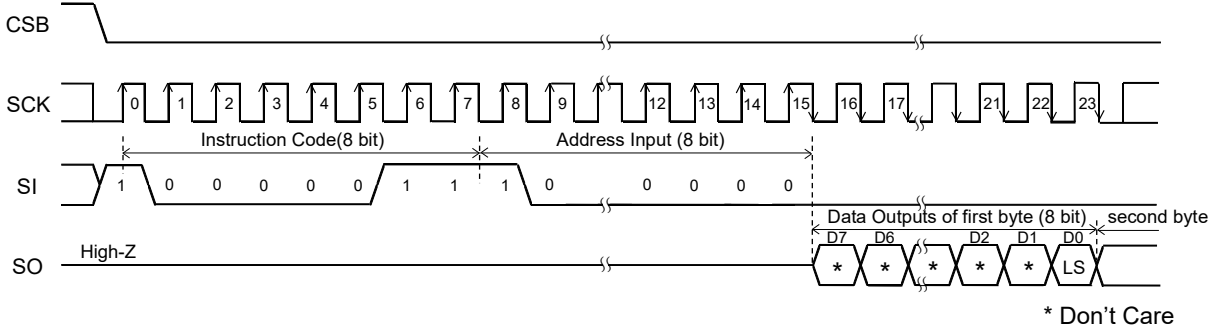 CSB
SCK 0 1 2 3 4 5 6 7 8 9 12 13 14 15 16 17 21 22 23
Instruction Code(8 bit) Address Input (8 bit)
SI 1 0 0 0 0 0 1 1 1 0 0 0 0 0
Data Outputs of first byte (8 bit) second byte
D7 D6 D2 D1 D0
High-Z
SO * * * * * LS
* Don't Care